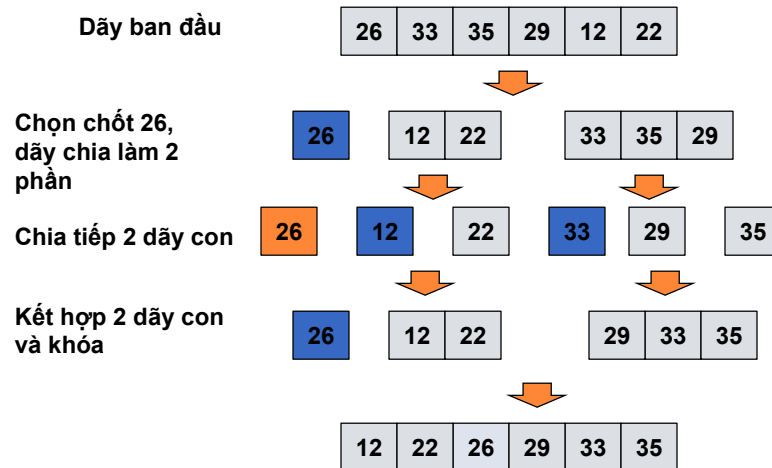 Dãy ban đầu
26 33 35 29 12 22
Chọn chốt 26,
dãy chia làm 2
phần
26 12 22 33 35 29
Chia tiếp 2 dãy con
26 12 22 33 29 35
Kết hợp 2 dãy con
và khóa
26 12 22 29 33 35
12 22 26 29 33 35